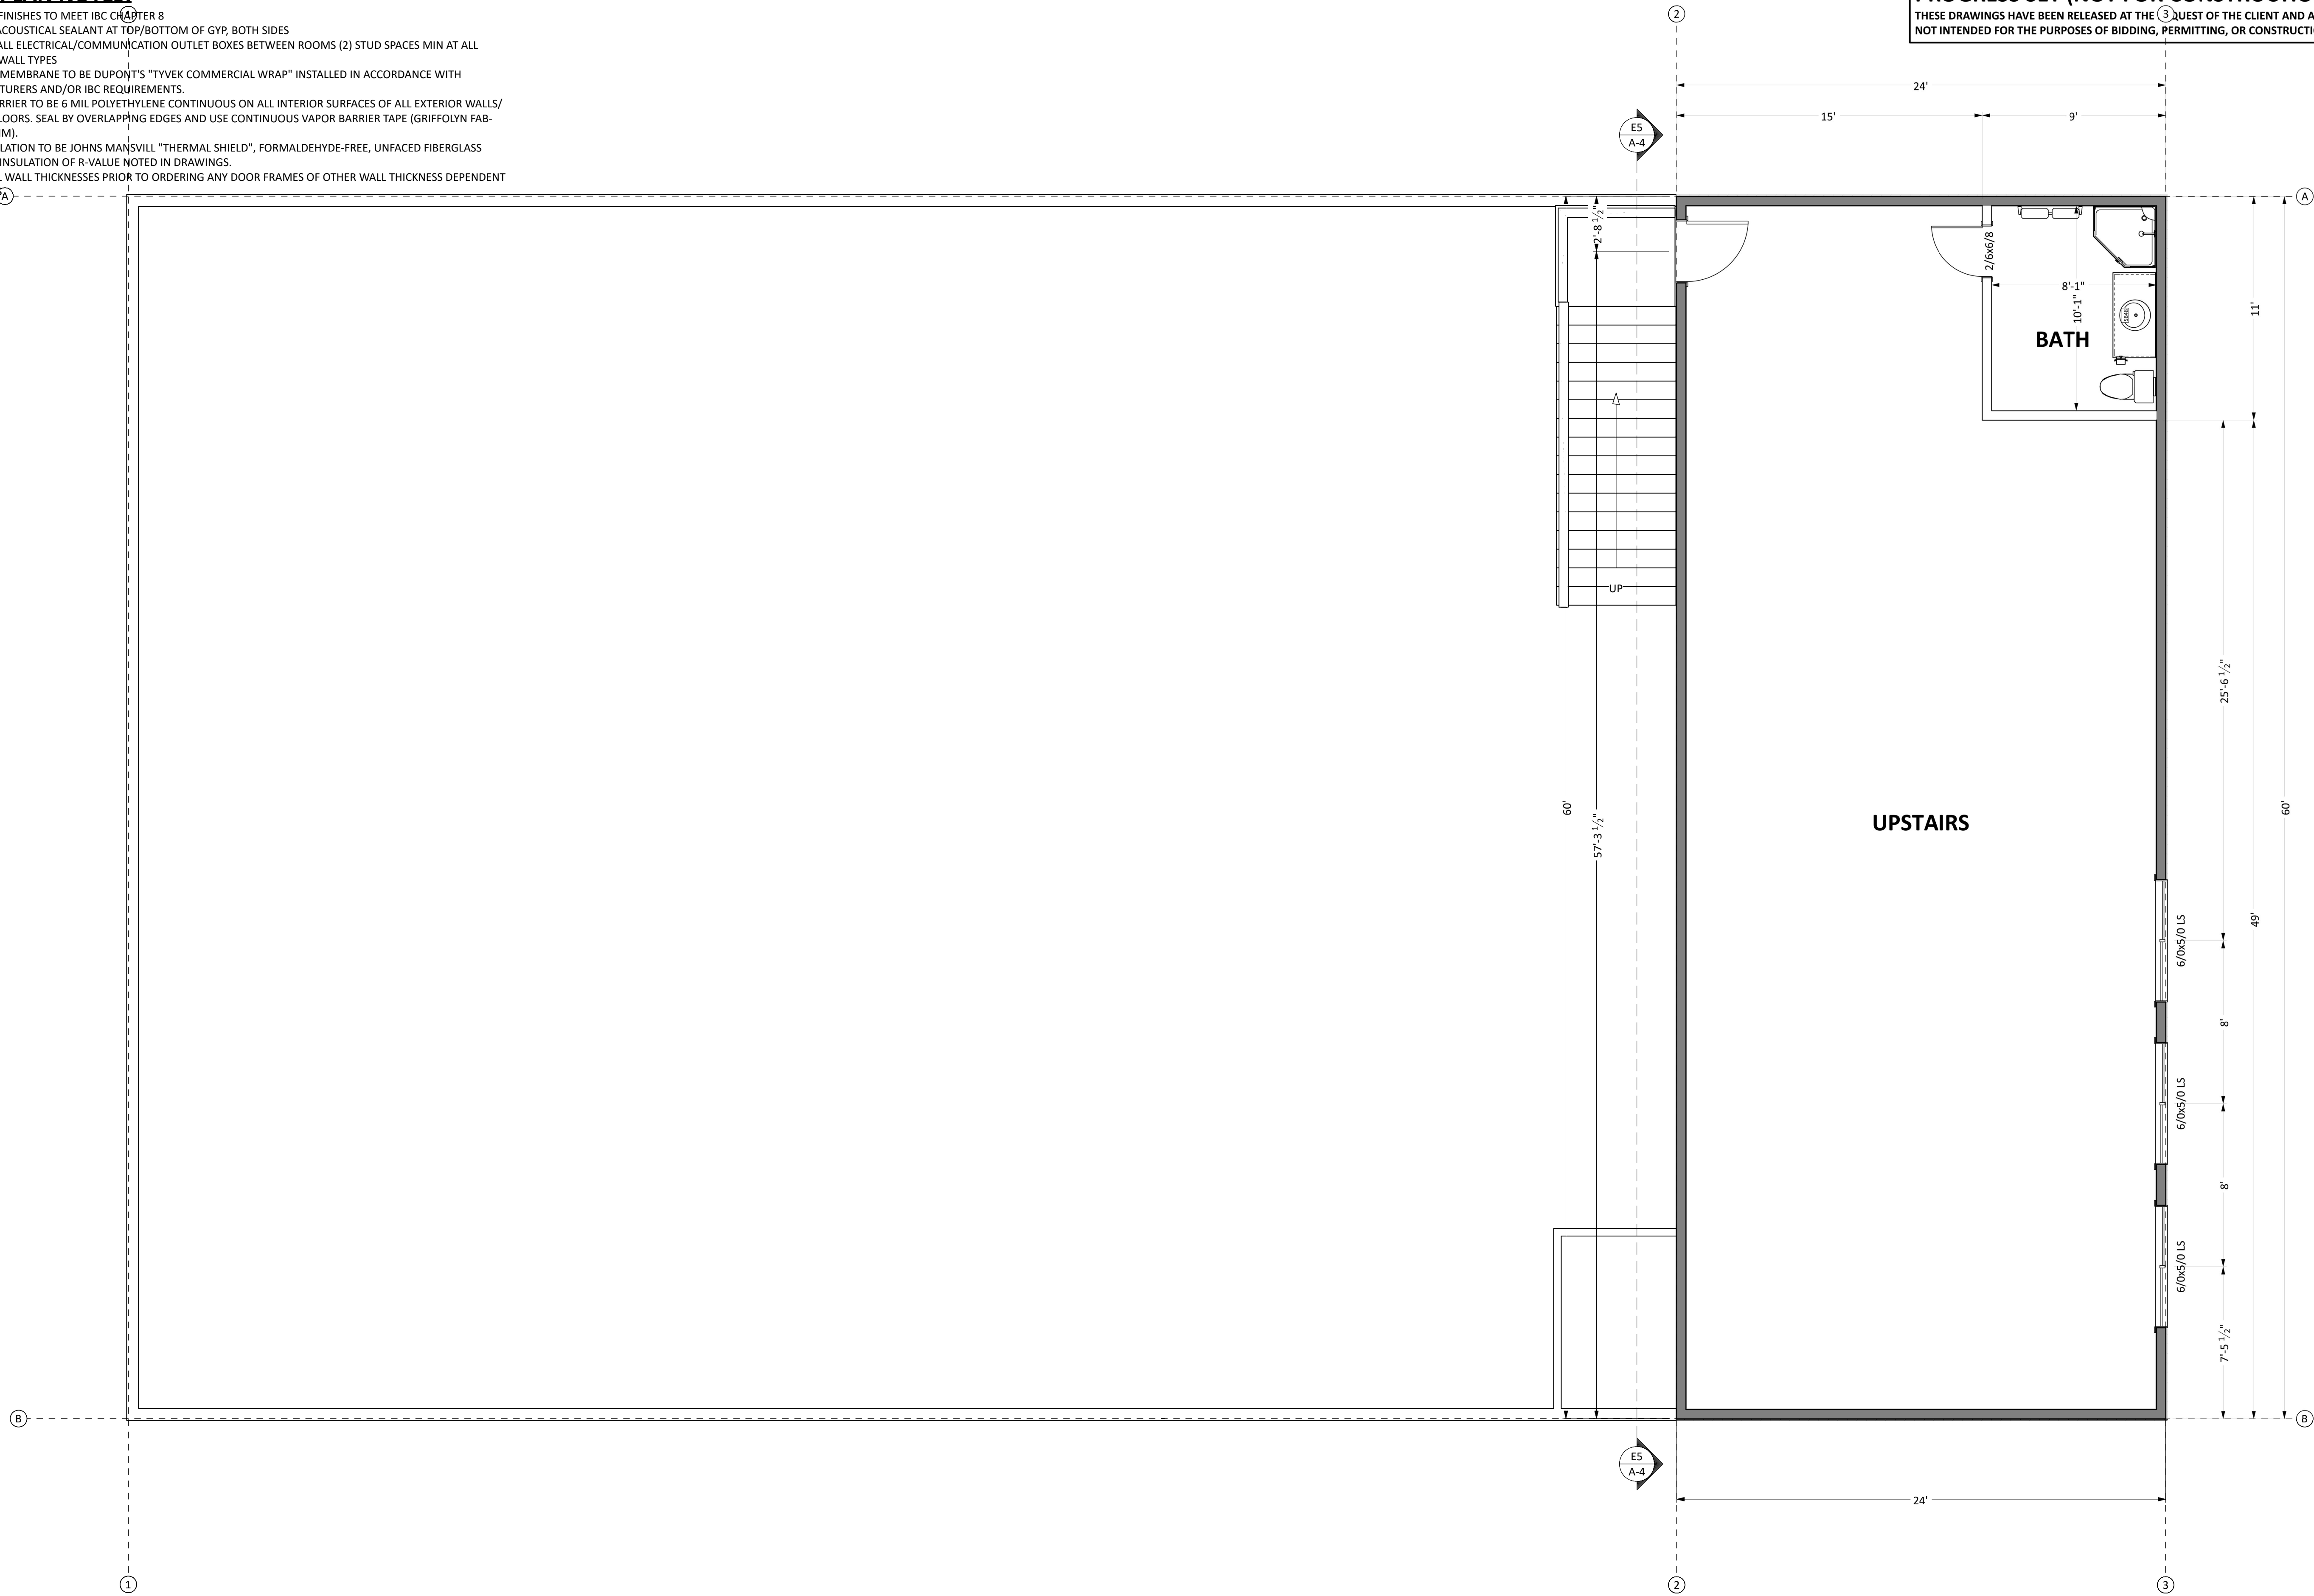 FINISHES TO MEET IBC CHAPTER 8
ACOUSTICAL SEALANT AT TOP/BOTTOM OF GYP, BOTH SIDES
ALL ELECTRICAL/COMMUNICATION OUTLET BOXES BETWEEN ROOMS (2) STUD SPACES MIN AT ALL
WALL TYPES
MEMBRANE TO BE DUPONT'S "TYVEK COMMERCIAL WRAP" INSTALLED IN ACCORDANCE WITH
TURERS AND/OR IBC REQUIREMENTS.
RRIER TO BE 6 MIL POLYETHYLENE CONTINUOUS ON ALL INTERIOR SURFACES OF ALL EXTERIOR WALLS/
LOORS. SEAL BY OVERLAPPING EDGES AND USE CONTINUOUS VAPOR BARRIER TAPE (GRIFFOLYN FAB-
IM).
LATION TO BE JOHNS MANSVILL "THERMAL SHIELD", FORMALDEHYDE-FREE, UNFACED FIBERGLASS
INSULATION OF R-VALUE NOTED IN DRAWINGS.
L WALL THICKNESSES PRIOR TO ORDERING ANY DOOR FRAMES OF OTHER WALL THICKNESS DEPENDENT
THESE DRAWINGS HAVE BEEN RELEASED AT THE QUEST OF THE CLIENT AND A
NOT INTENDED FOR THE PURPOSES OF BIDDING, PERMITTING, OR CONSTRUCTI
1
2
3
24'
15'
9'
E5
A-4
A
A
2'-8 1/2"
2/6x6/8
8'-1"
10'-1"
BATH
11'
UP
25'-6 1/2"
60'
57'-3 1/2"
UPSTAIRS
60'
49'
6/0x5/0 LS
8'
6/0x5/0 LS
8'
6/0x5/0 LS
7'-5 1/2"
B
B
E5
A-4
24'
1
2
3